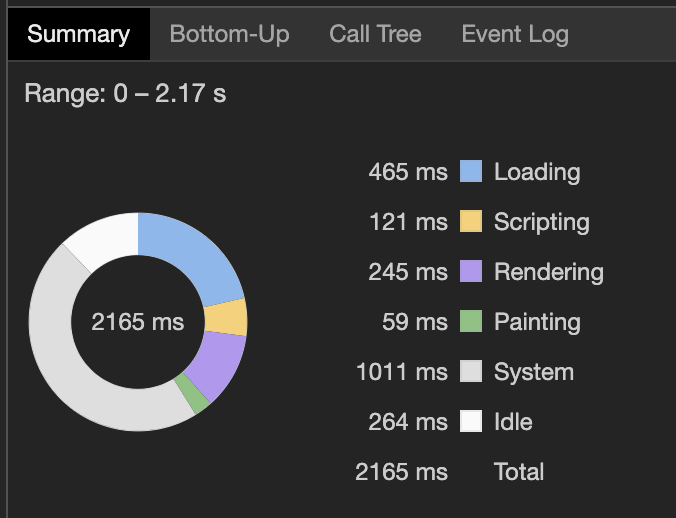 Summary Bottom-Up Call Tree Event Log
Range: 0 – 2.17 s
465 ms Loading
121 ms Scripting
245 ms Rendering
2165 ms
59 ms Painting
1011 ms System
264 ms Idle
2165 ms Total